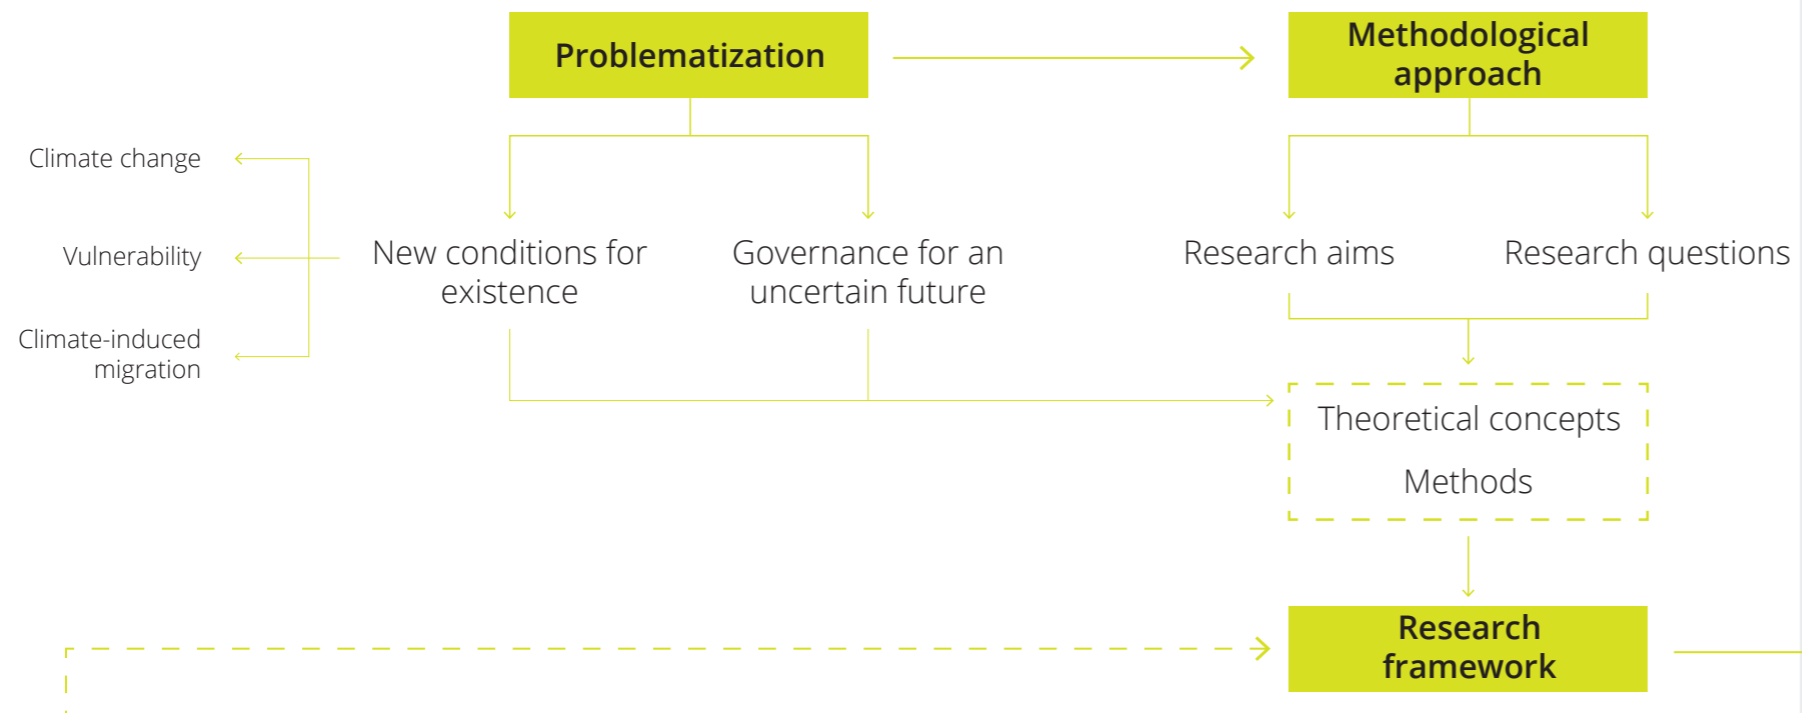 Problematization
Methodological
approach
Climate change
Vulnerability
Climate-induced
migration
New conditions for
existence
Governance for an
uncertain future
Research aims
Research questions
Theoretical concepts
Methods
Research
framework